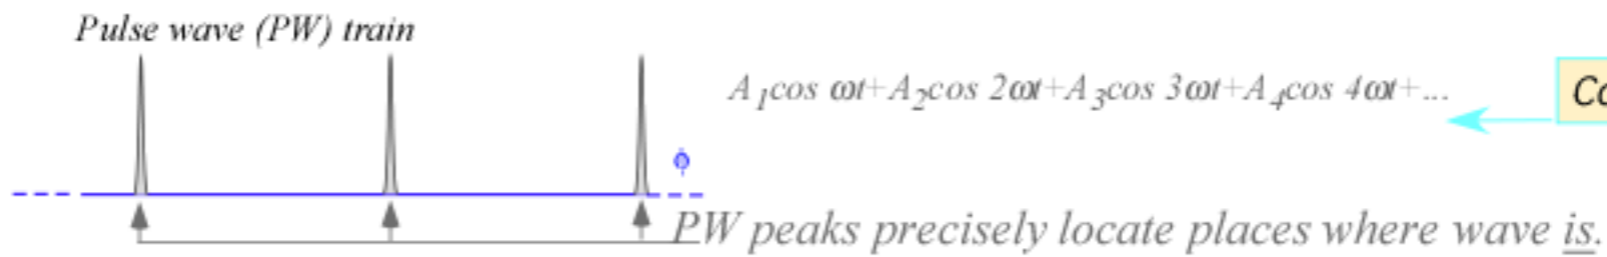 Pulse wave (PW) train
A₁cos ωt+A₂cos 2ωt+A₃cos 3ωt+A₄cos 4ωt+...
ϕ
PW peaks precisely locate places where wave is.